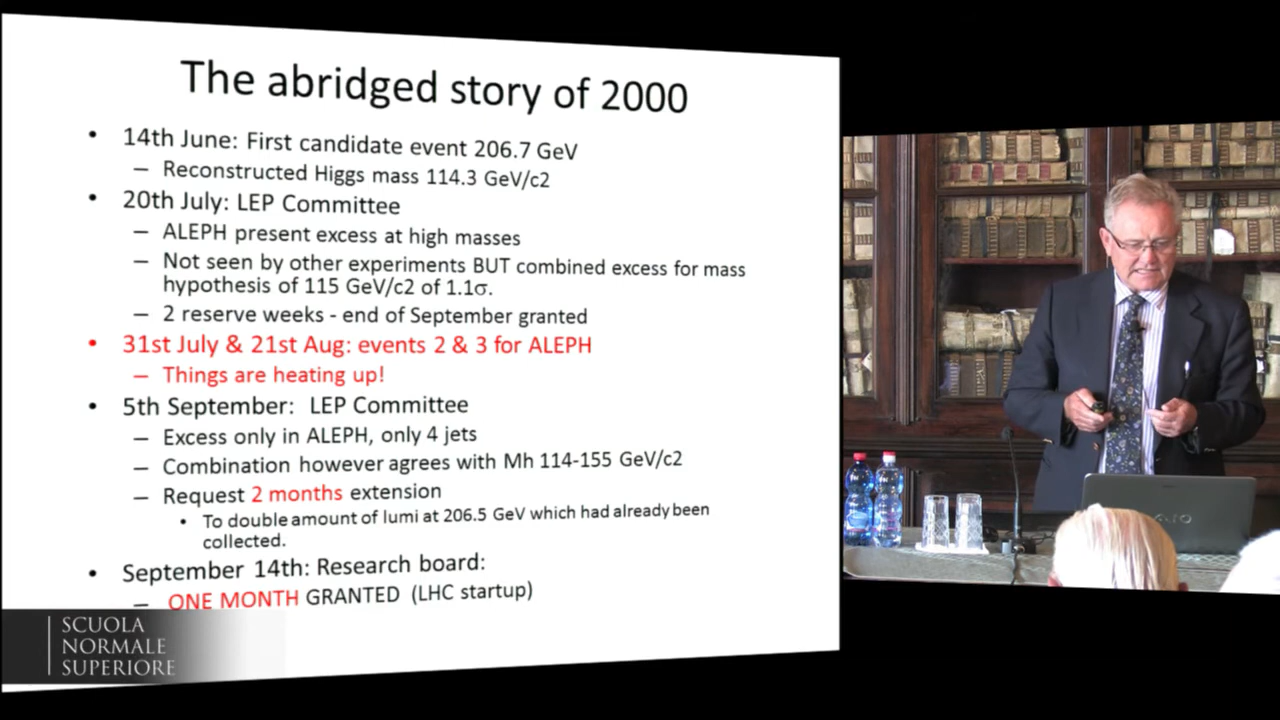 The abridged story of 2000
• 14th June: First candidate event 206.7 GeV
– Reconstructed Higgs mass 114.3 GeV/c2
• 20th July: LEP Committee
– ALEPH present excess at high masses
– Not seen by other experiments BUT combined excess for mass
hypothesis of 115 GeV/c2 of 1.1σ.
– 2 reserve weeks - end of September granted
• 31st July & 21st Aug: events 2 & 3 for ALEPH
– Things are heating up!
• 5th September: LEP Committee
– Excess only in ALEPH, only 4 jets
– Combination however agrees with Mh 114-155 GeV/c2
– Request 2 months extension
• To double amount of lumi at 206.5 GeV which had already been
collected.
• September 14th: Research board:
– ONE MONTH GRANTED (LHC startup)
SCUOLA
NORMALE
SUPERIORE